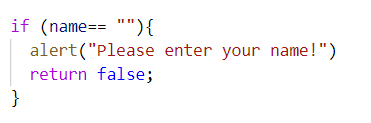 if (name== ""){
  alert("Please enter your name!")
  return false;
}